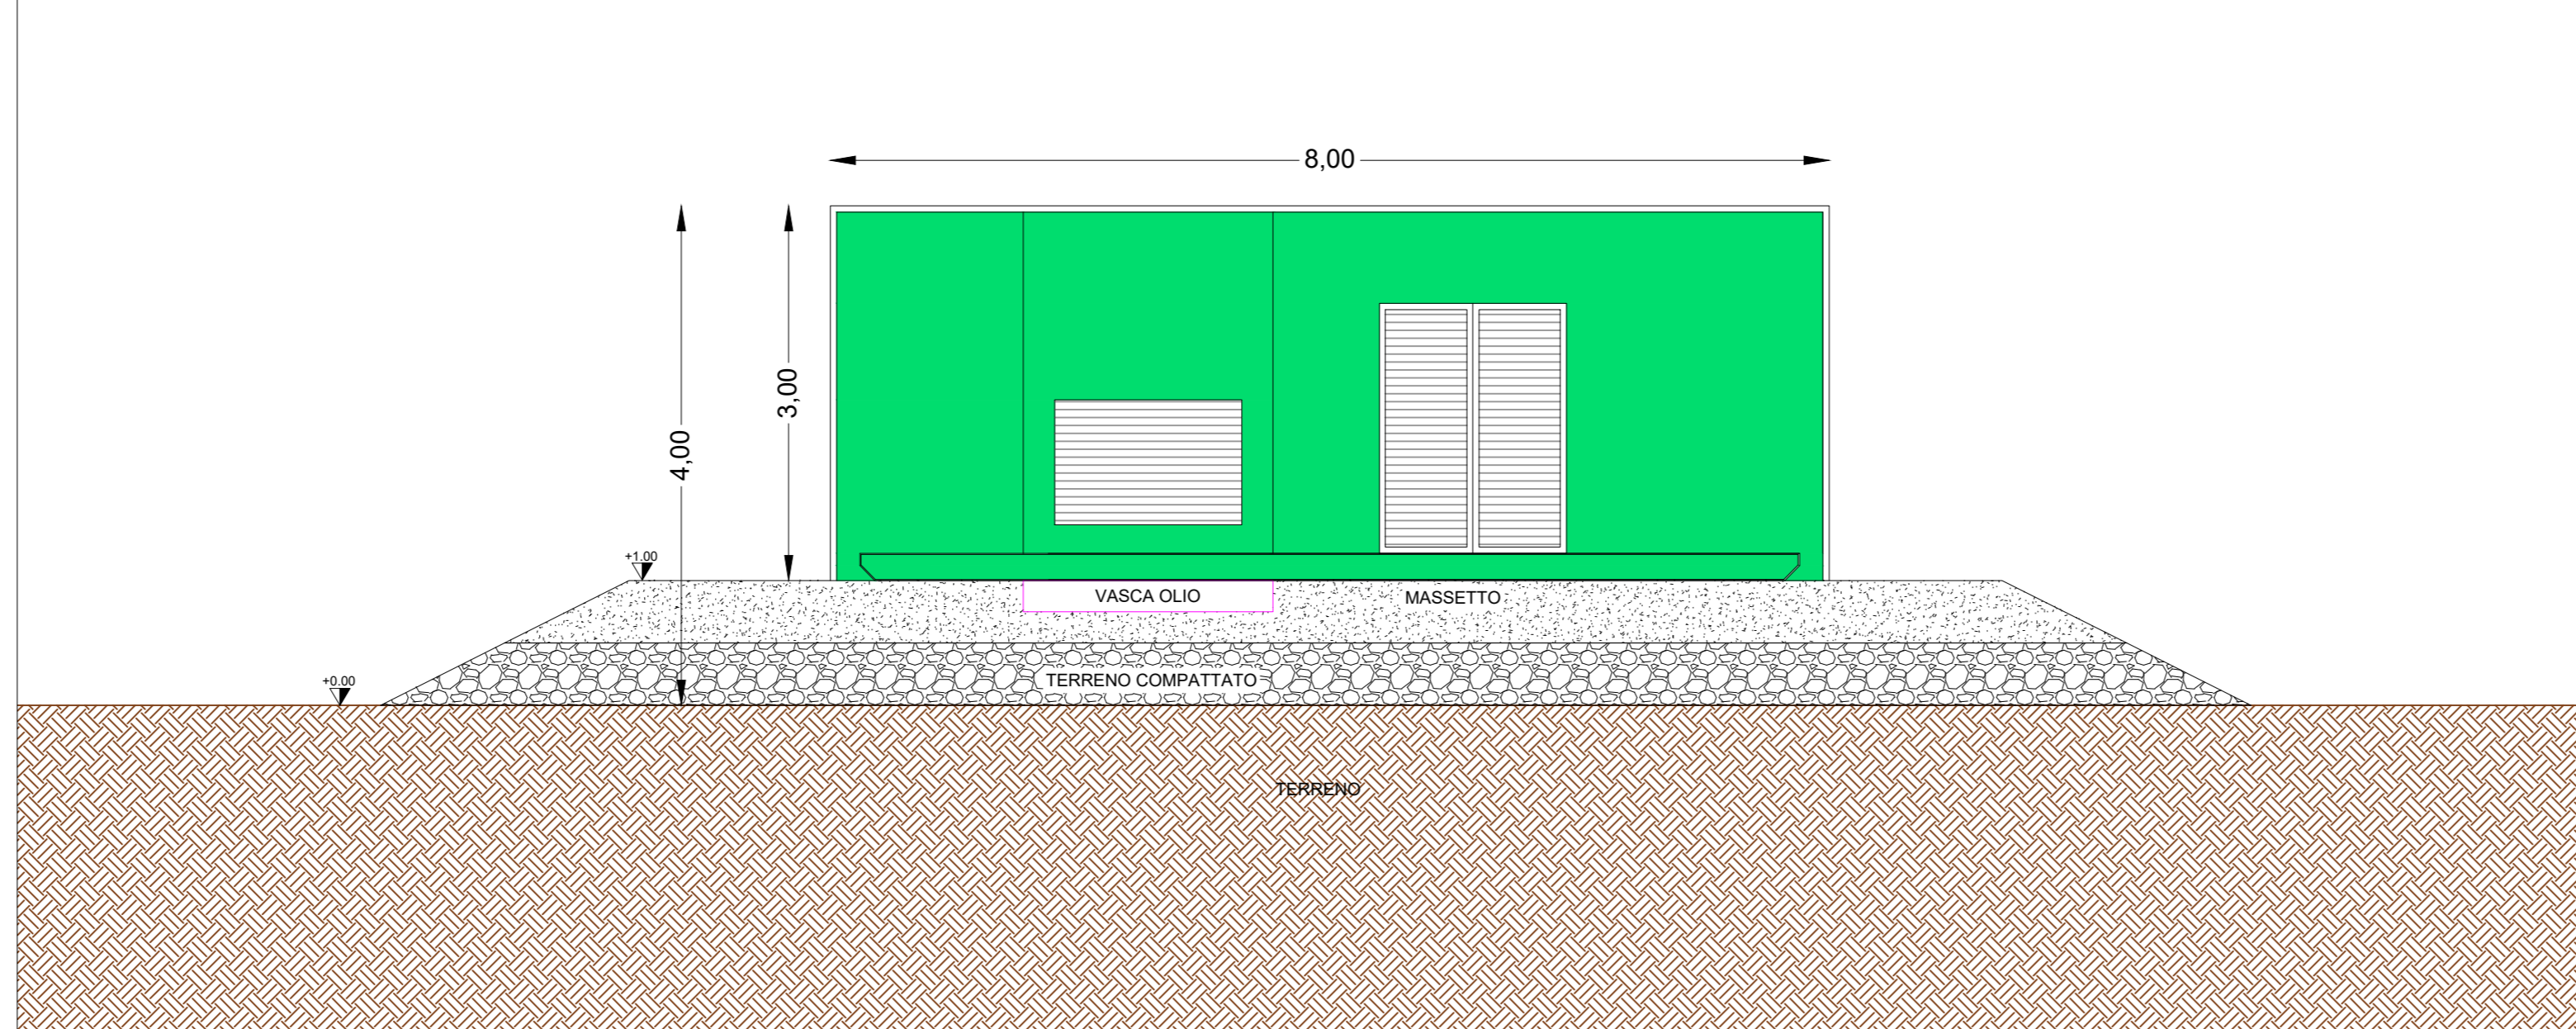 8,00
3,00
4,00
+1.00
VASCA OLIO
MASSETTO
+0.00
TERRENO COMPATTATO
TERRENO